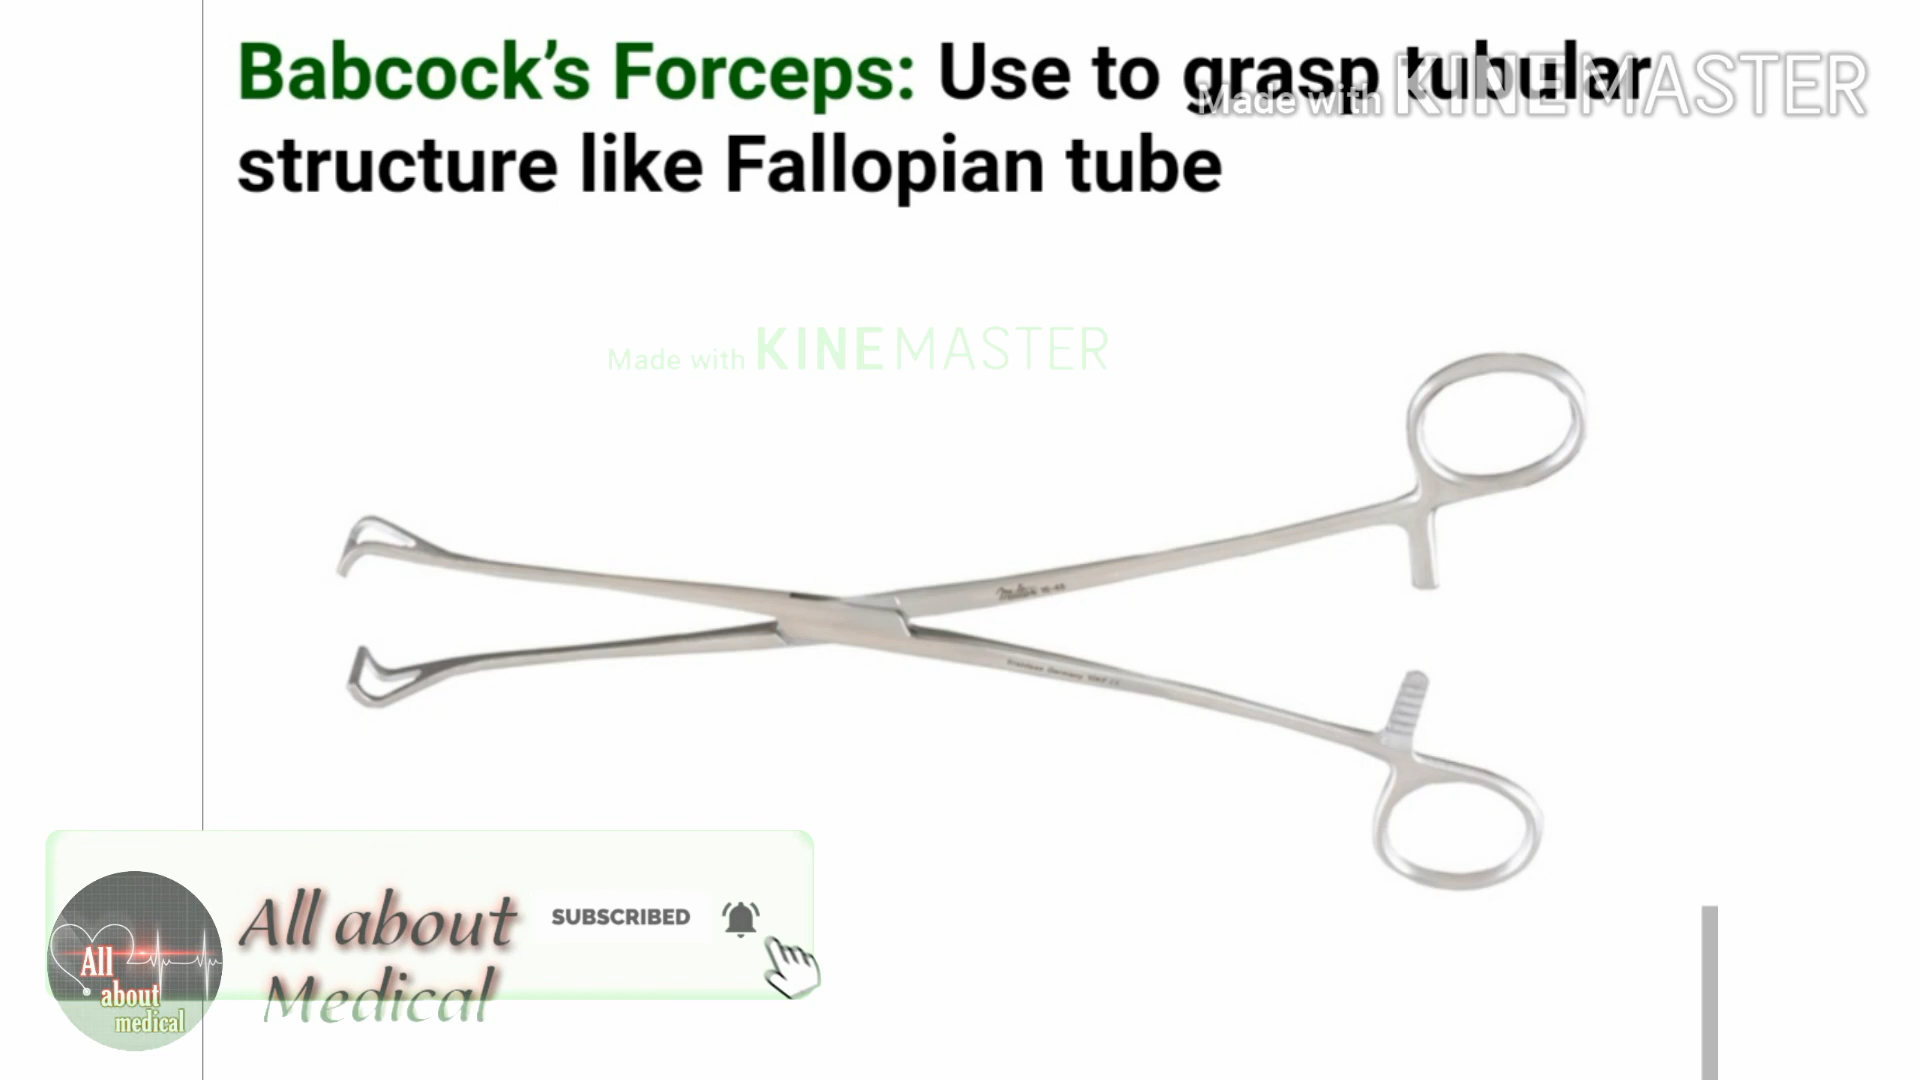 Babcock’s Forceps: Use to grasp tubular
Made with KINEMASTER
structure like Fallopian tube
Made with KINEMASTER
All about
Medical
SUBSCRIBED
All
about
medical